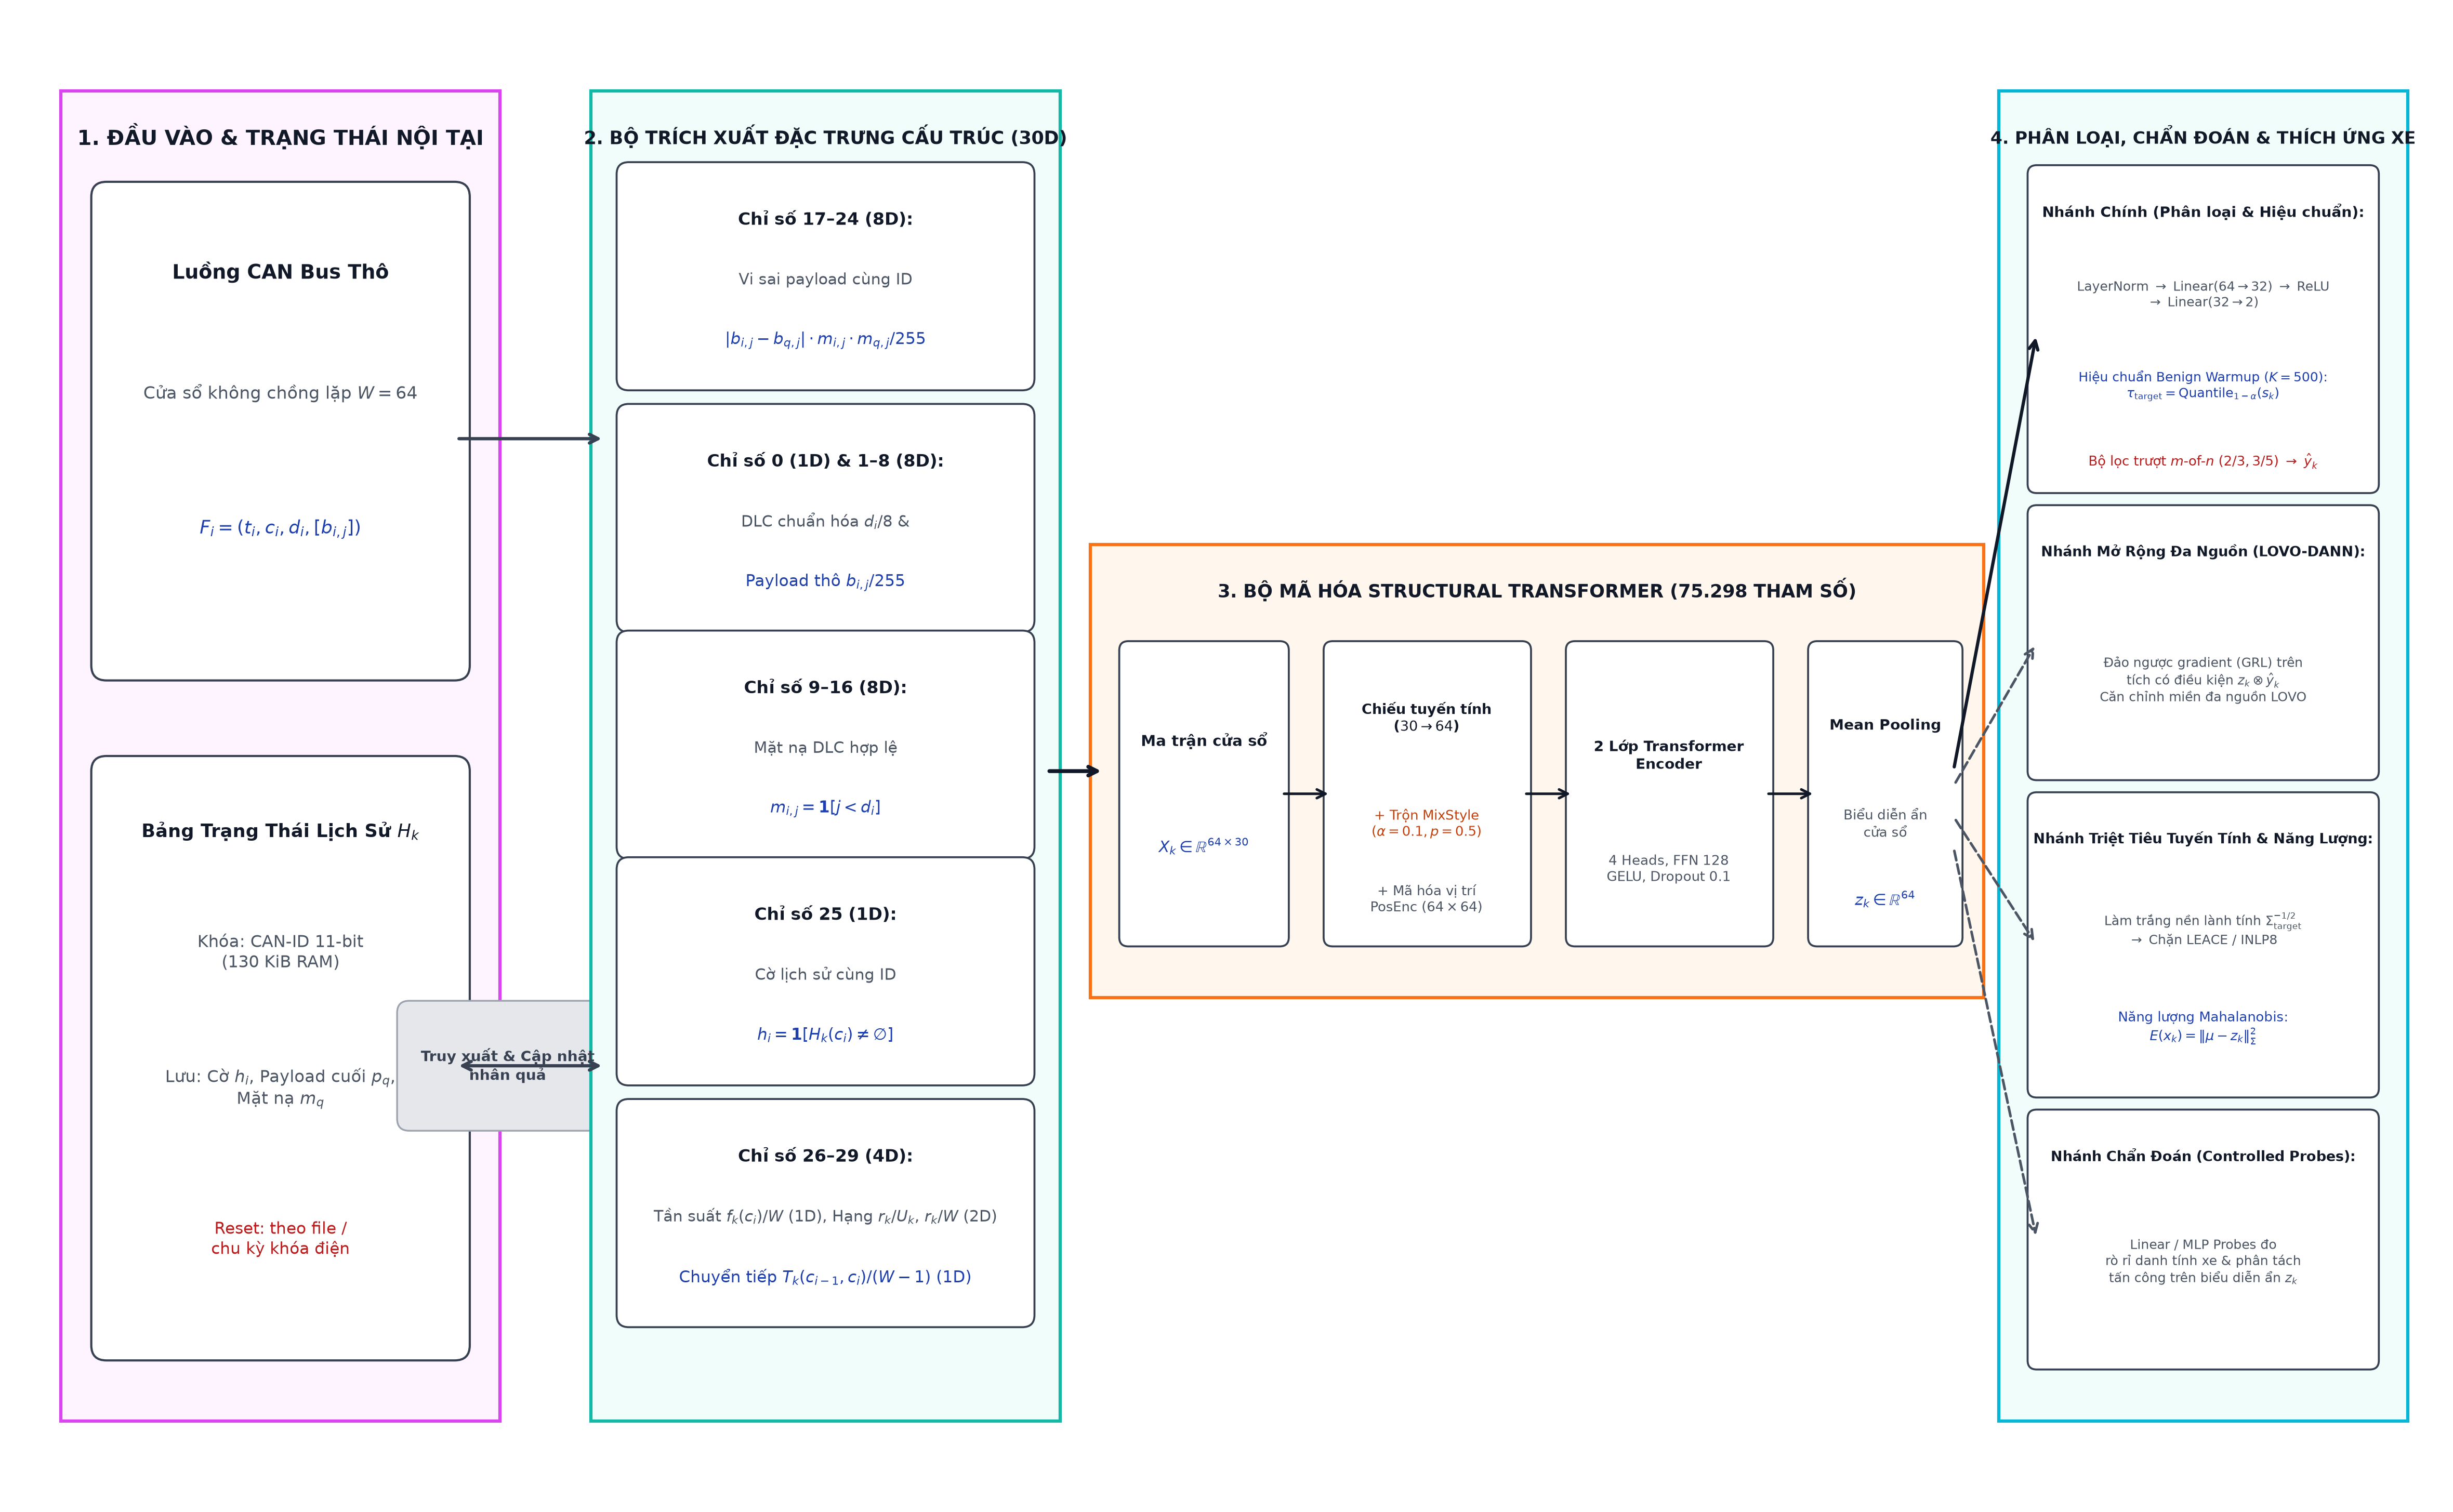 1. ĐẦU VÀO & TRẠNG THÁI NỘI TẠI
Luồng CAN Bus Thô
Cửa sổ không chồng lặp W = 64
F_i = (t_i, c_i, d_i, [b_{i,j}])
Bảng Trạng Thái Lịch Sử H_k
Khóa: CAN-ID 11-bit
(130 KiB RAM)
Lưu: Cờ h_i, Payload cuối p_q,
Mặt nạ m_q
Reset: theo file /
chu kỳ khóa điện
Truy xuất & Cập nhật
nhân quả
2. BỘ TRÍCH XUẤT ĐẶC TRƯNG CẤU TRÚC (30D)
Chỉ số 17–24 (8D):
Vi sai payload cùng ID
|b_{i,j} − b_{q,j}| · m_{i,j} · m_{q,j}/255
Chỉ số 0 (1D) & 1–8 (8D):
DLC chuẩn hóa d_i/8 &
Payload thô b_{i,j}/255
Chỉ số 9–16 (8D):
Mặt nạ DLC hợp lệ
m_{i,j} = 1[j < d_i]
Chỉ số 25 (1D):
Cờ lịch sử cùng ID
h_i = 1[H_k(c_i) ≠ ∅]
Chỉ số 26–29 (4D):
Tần suất f_k(c_i)/W (1D), Hạng r_k/U_k, r_k/W (2D)
Chuyển tiếp T_k(c_{i−1}, c_i)/(W − 1) (1D)
3. BỘ MÃ HÓA STRUCTURAL TRANSFORMER (75.298 THAM SỐ)
Ma trận cửa sổ
X_k ∈ ℝ^{64×30}
Chiếu tuyến tính
(30 → 64)
+ Trộn MixStyle
(α = 0.1, p = 0.5)
+ Mã hóa vị trí
PosEnc (64 × 64)
2 Lớp Transformer
Encoder
4 Heads, FFN 128
GELU, Dropout 0.1
Mean Pooling
Biểu diễn ẩn
cửa sổ
z_k ∈ ℝ^{64}
4. PHÂN LOẠI, CHẨN ĐOÁN & THÍCH ỨNG XE
Nhánh Chính (Phân loại & Hiệu chuẩn):
LayerNorm → Linear(64 → 32) → ReLU
→ Linear(32 → 2)
Hiệu chuẩn Benign Warmup (K = 500):
τ_target = Quantile_{1−α}(s_k)
Bộ lọc trượt m-of-n (2/3, 3/5) → ŷ_k
Nhánh Mở Rộng Đa Nguồn (LOVO-DANN):
Đảo ngược gradient (GRL) trên
tích có điều kiện z_k ⊗ ŷ_k
Căn chỉnh miền đa nguồn LOVO
Nhánh Triệt Tiêu Tuyến Tính & Năng Lượng:
Làm trắng nền lành tính Σ_target^{−1/2}
→ Chặn LEACE / INLP8
Năng lượng Mahalanobis:
E(x_k) = ‖μ − z_k‖_Σ^2
Nhánh Chẩn Đoán (Controlled Probes):
Linear / MLP Probes đo
rò rỉ danh tính xe & phân tách
tấn công trên biểu diễn ẩn z_k